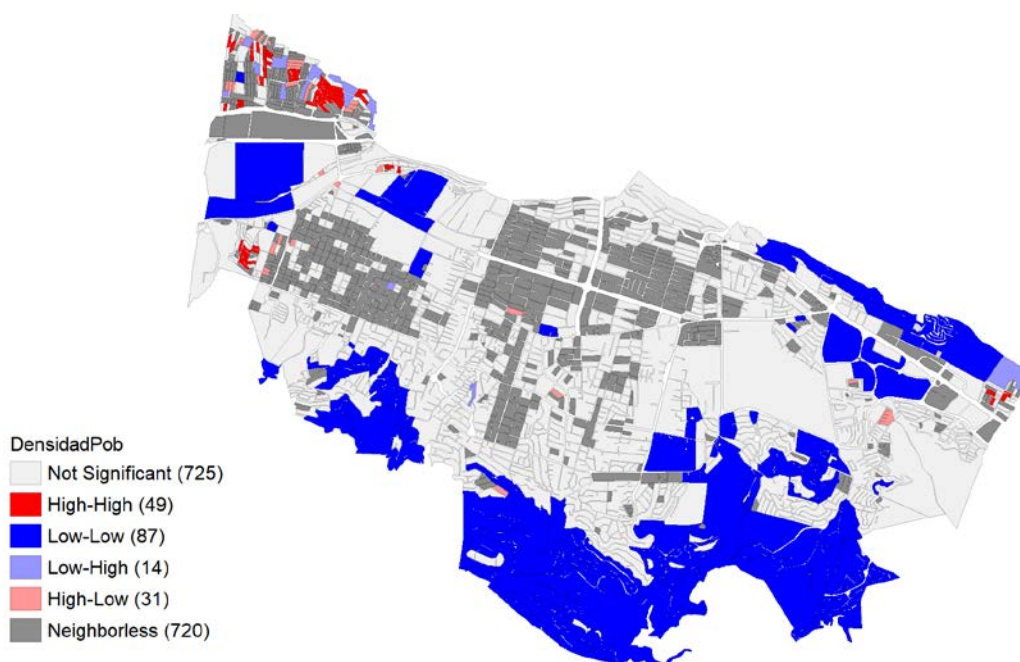 DensidadPob
Not Significant (725)
High-High (49)
Low-Low (87)
Low-High (14)
High-Low (31)
Neighborless (720)